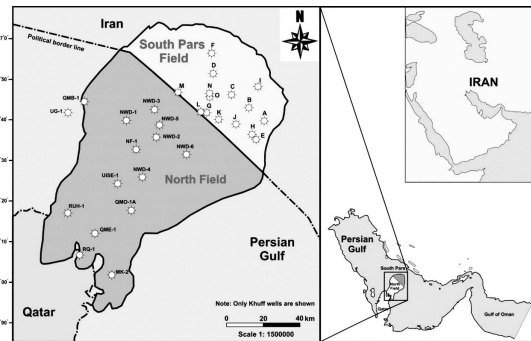 Iran
N
Political border line
South Pars
Field
F
D
I
M
N
O
C
B
L
G
K
J
A
H
E
QMB-1
UG-1
NWD-3
NWD-1
NWD-5
NWD-2
NF-1
NWD-6
NWD-4
UISE-1
North Field
QMO-1A
RUH-1
QME-1
RQ-1
MK-2
Persian
Gulf
Qatar
Note: Only Khuff wells are shown
0 20 40 km
Scale 1: 1500000
IRAN
Persian
Gulf
South Pars
North
Field
Qatar
Gulf of Oman